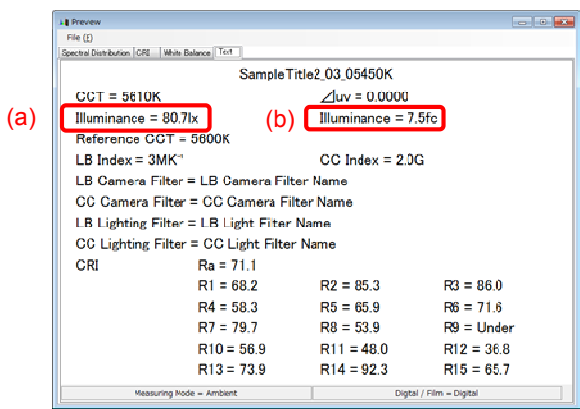 Preview
File (F)
Spectral Distribution CRI White Balance Text
SampleTitle2_03_05450K
CCT = 5610K ⊿uv = 0.0000
(a) Illuminance = 80.7lx (b) Illuminance = 7.5fc
Reference CCT = 5600K
LB Index = 3MK⁻¹ CC Index = 2.0G
LB Camera Filter = LB Camera Filter Name
CC Camera Filter = CC Camera Filter Name
LB Lighting Filter = LB Light Filter Name
CC Lighting Filter = CC Light Filter Name
CRI Ra = 71.1
R1 = 68.2 R2 = 85.3 R3 = 86.0
R4 = 58.3 R5 = 65.9 R6 = 71.6
R7 = 79.7 R8 = 53.9 R9 = Under
R10 = 56.9 R11 = 48.0 R12 = 36.8
R13 = 73.9 R14 = 92.3 R15 = 65.7
Measuring Mode = Ambient Digital / Film = Digital